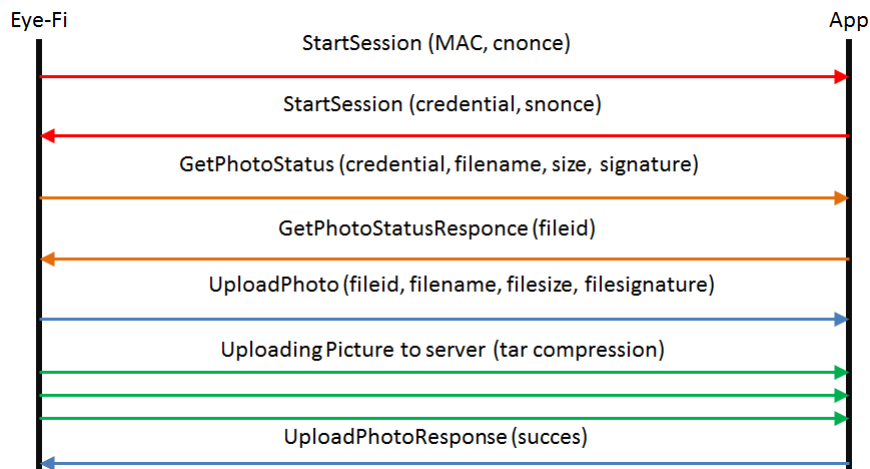 Eye-Fi
App
StartSession (MAC, cnonce)
StartSession (credential, snonce)
GetPhotoStatus (credential, filename, size, signature)
GetPhotoStatusResponce (fileid)
UploadPhoto (fileid, filename, filesize, filesignature)
Uploading Picture to server (tar compression)
UploadPhotoResponse (succes)